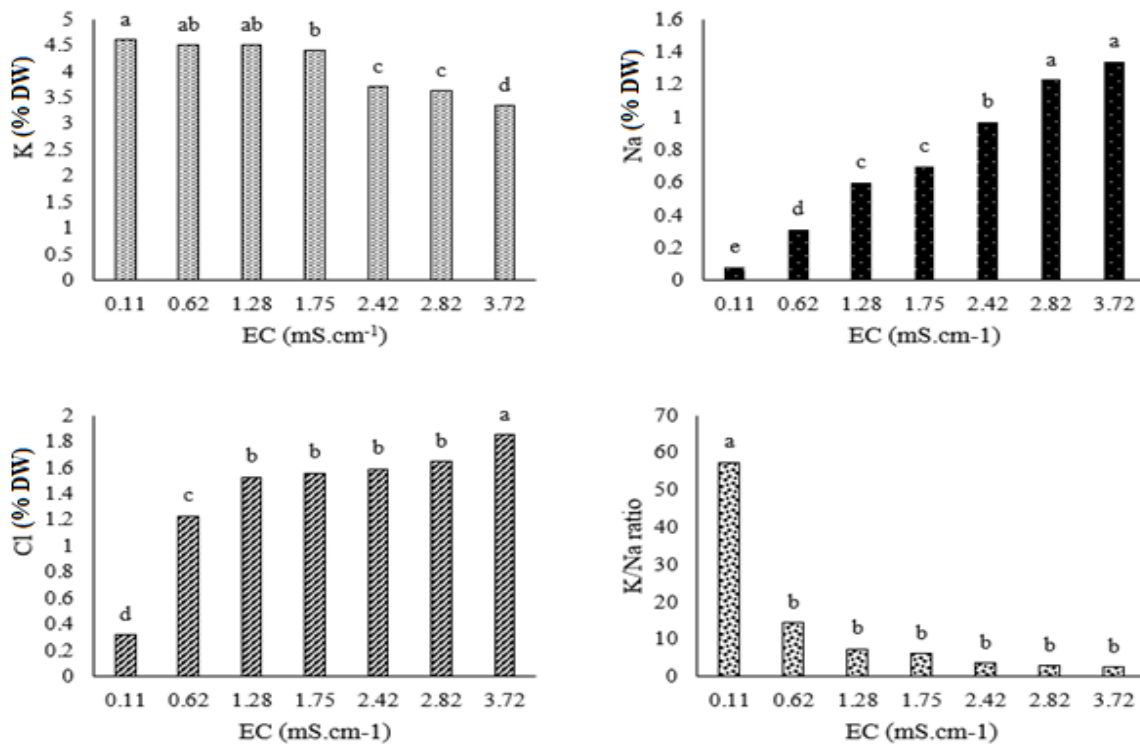 K (% DW)
5
4.5
4
3.5
3
2.5
2
1.5
1
0.5
0
a ab ab b c c d
0.11 0.62 1.28 1.75 2.42 2.82 3.72
EC (mS.cm-1)
Na (% DW)
1.6
1.4
1.2
1
0.8
0.6
0.4
0.2
0
e d c c b a a
0.11 0.62 1.28 1.75 2.42 2.82 3.72
EC (mS.cm-1)
Cl (% DW)
2
1.8
1.6
1.4
1.2
1
0.8
0.6
0.4
0.2
0
d c b b b b a
0.11 0.62 1.28 1.75 2.42 2.82 3.72
EC (mS.cm-1)
K/Na ratio
70
60
50
40
30
20
10
0
a b b b b b b
0.11 0.62 1.28 1.75 2.42 2.82 3.72
EC (mS.cm-1)